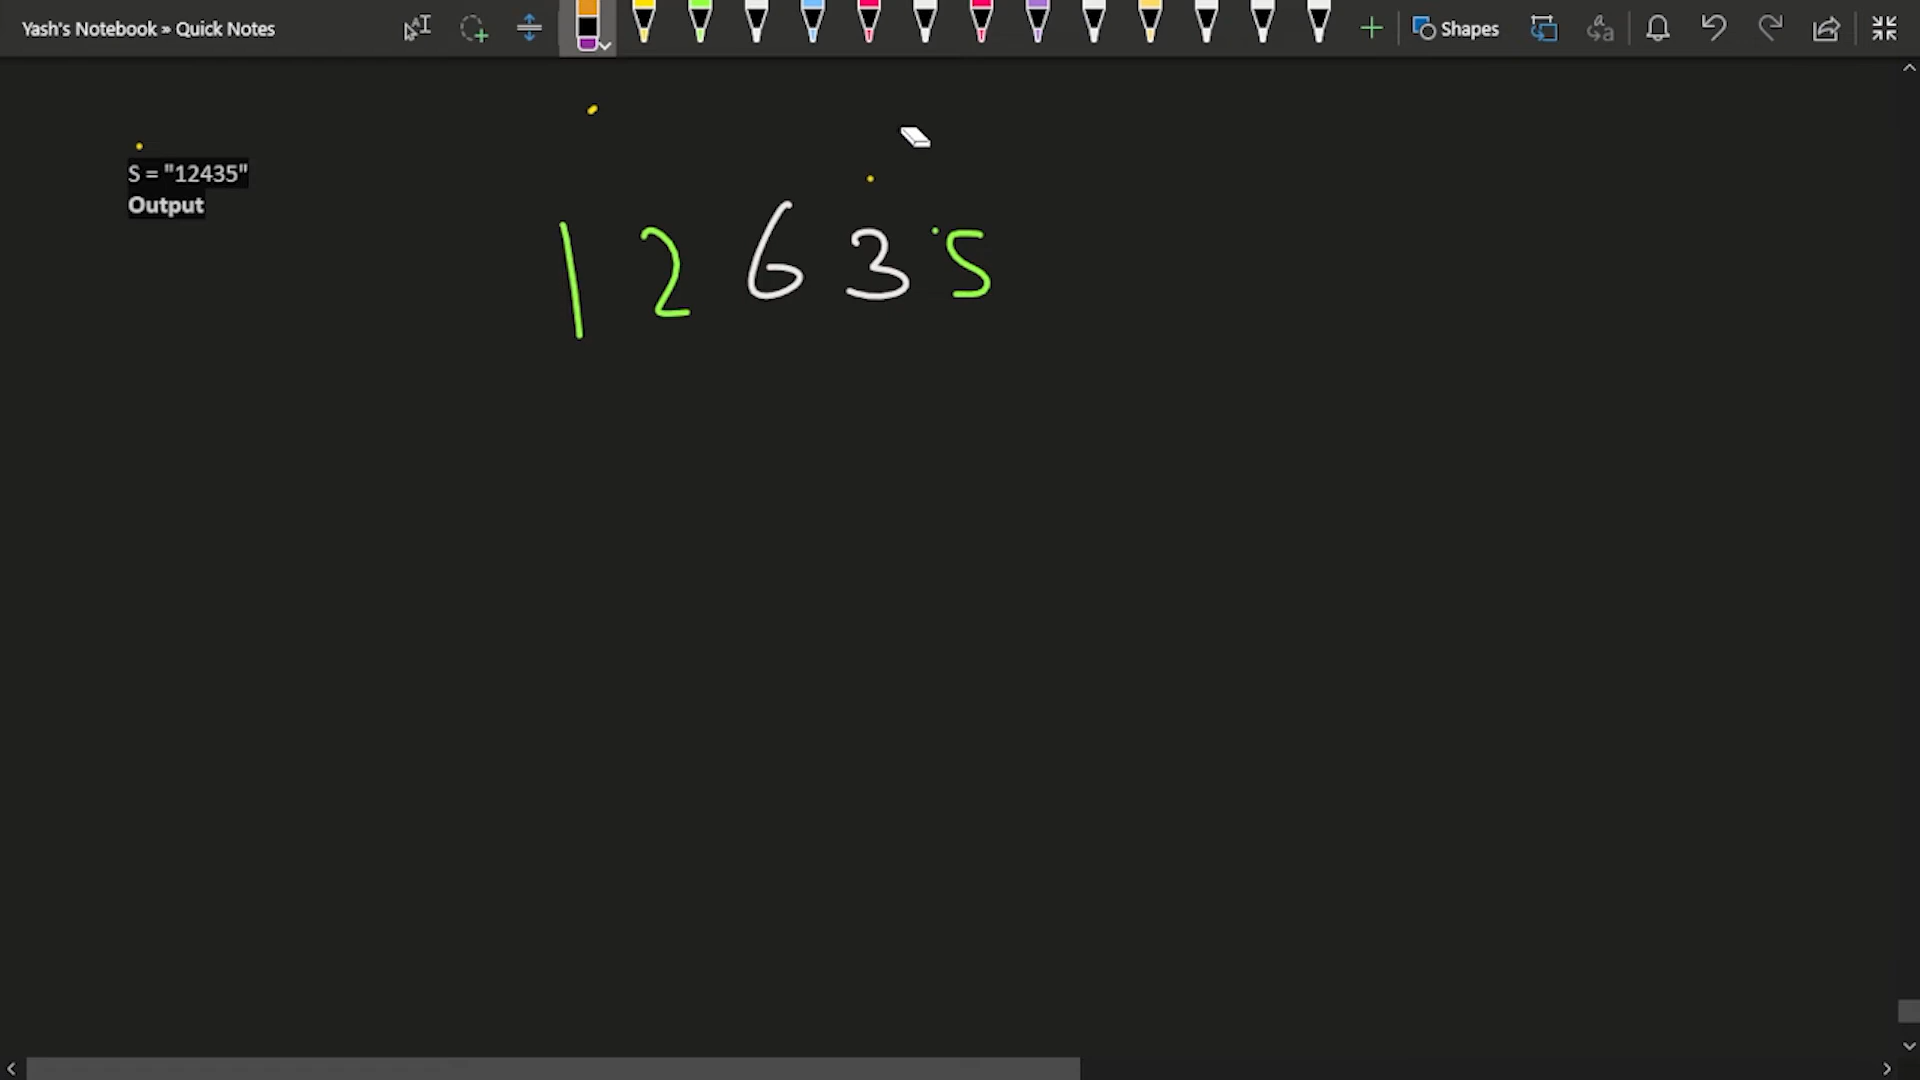 Yash's Notebook » Quick Notes
Shapes
S = "12435"
Output
1 2 6 3 5